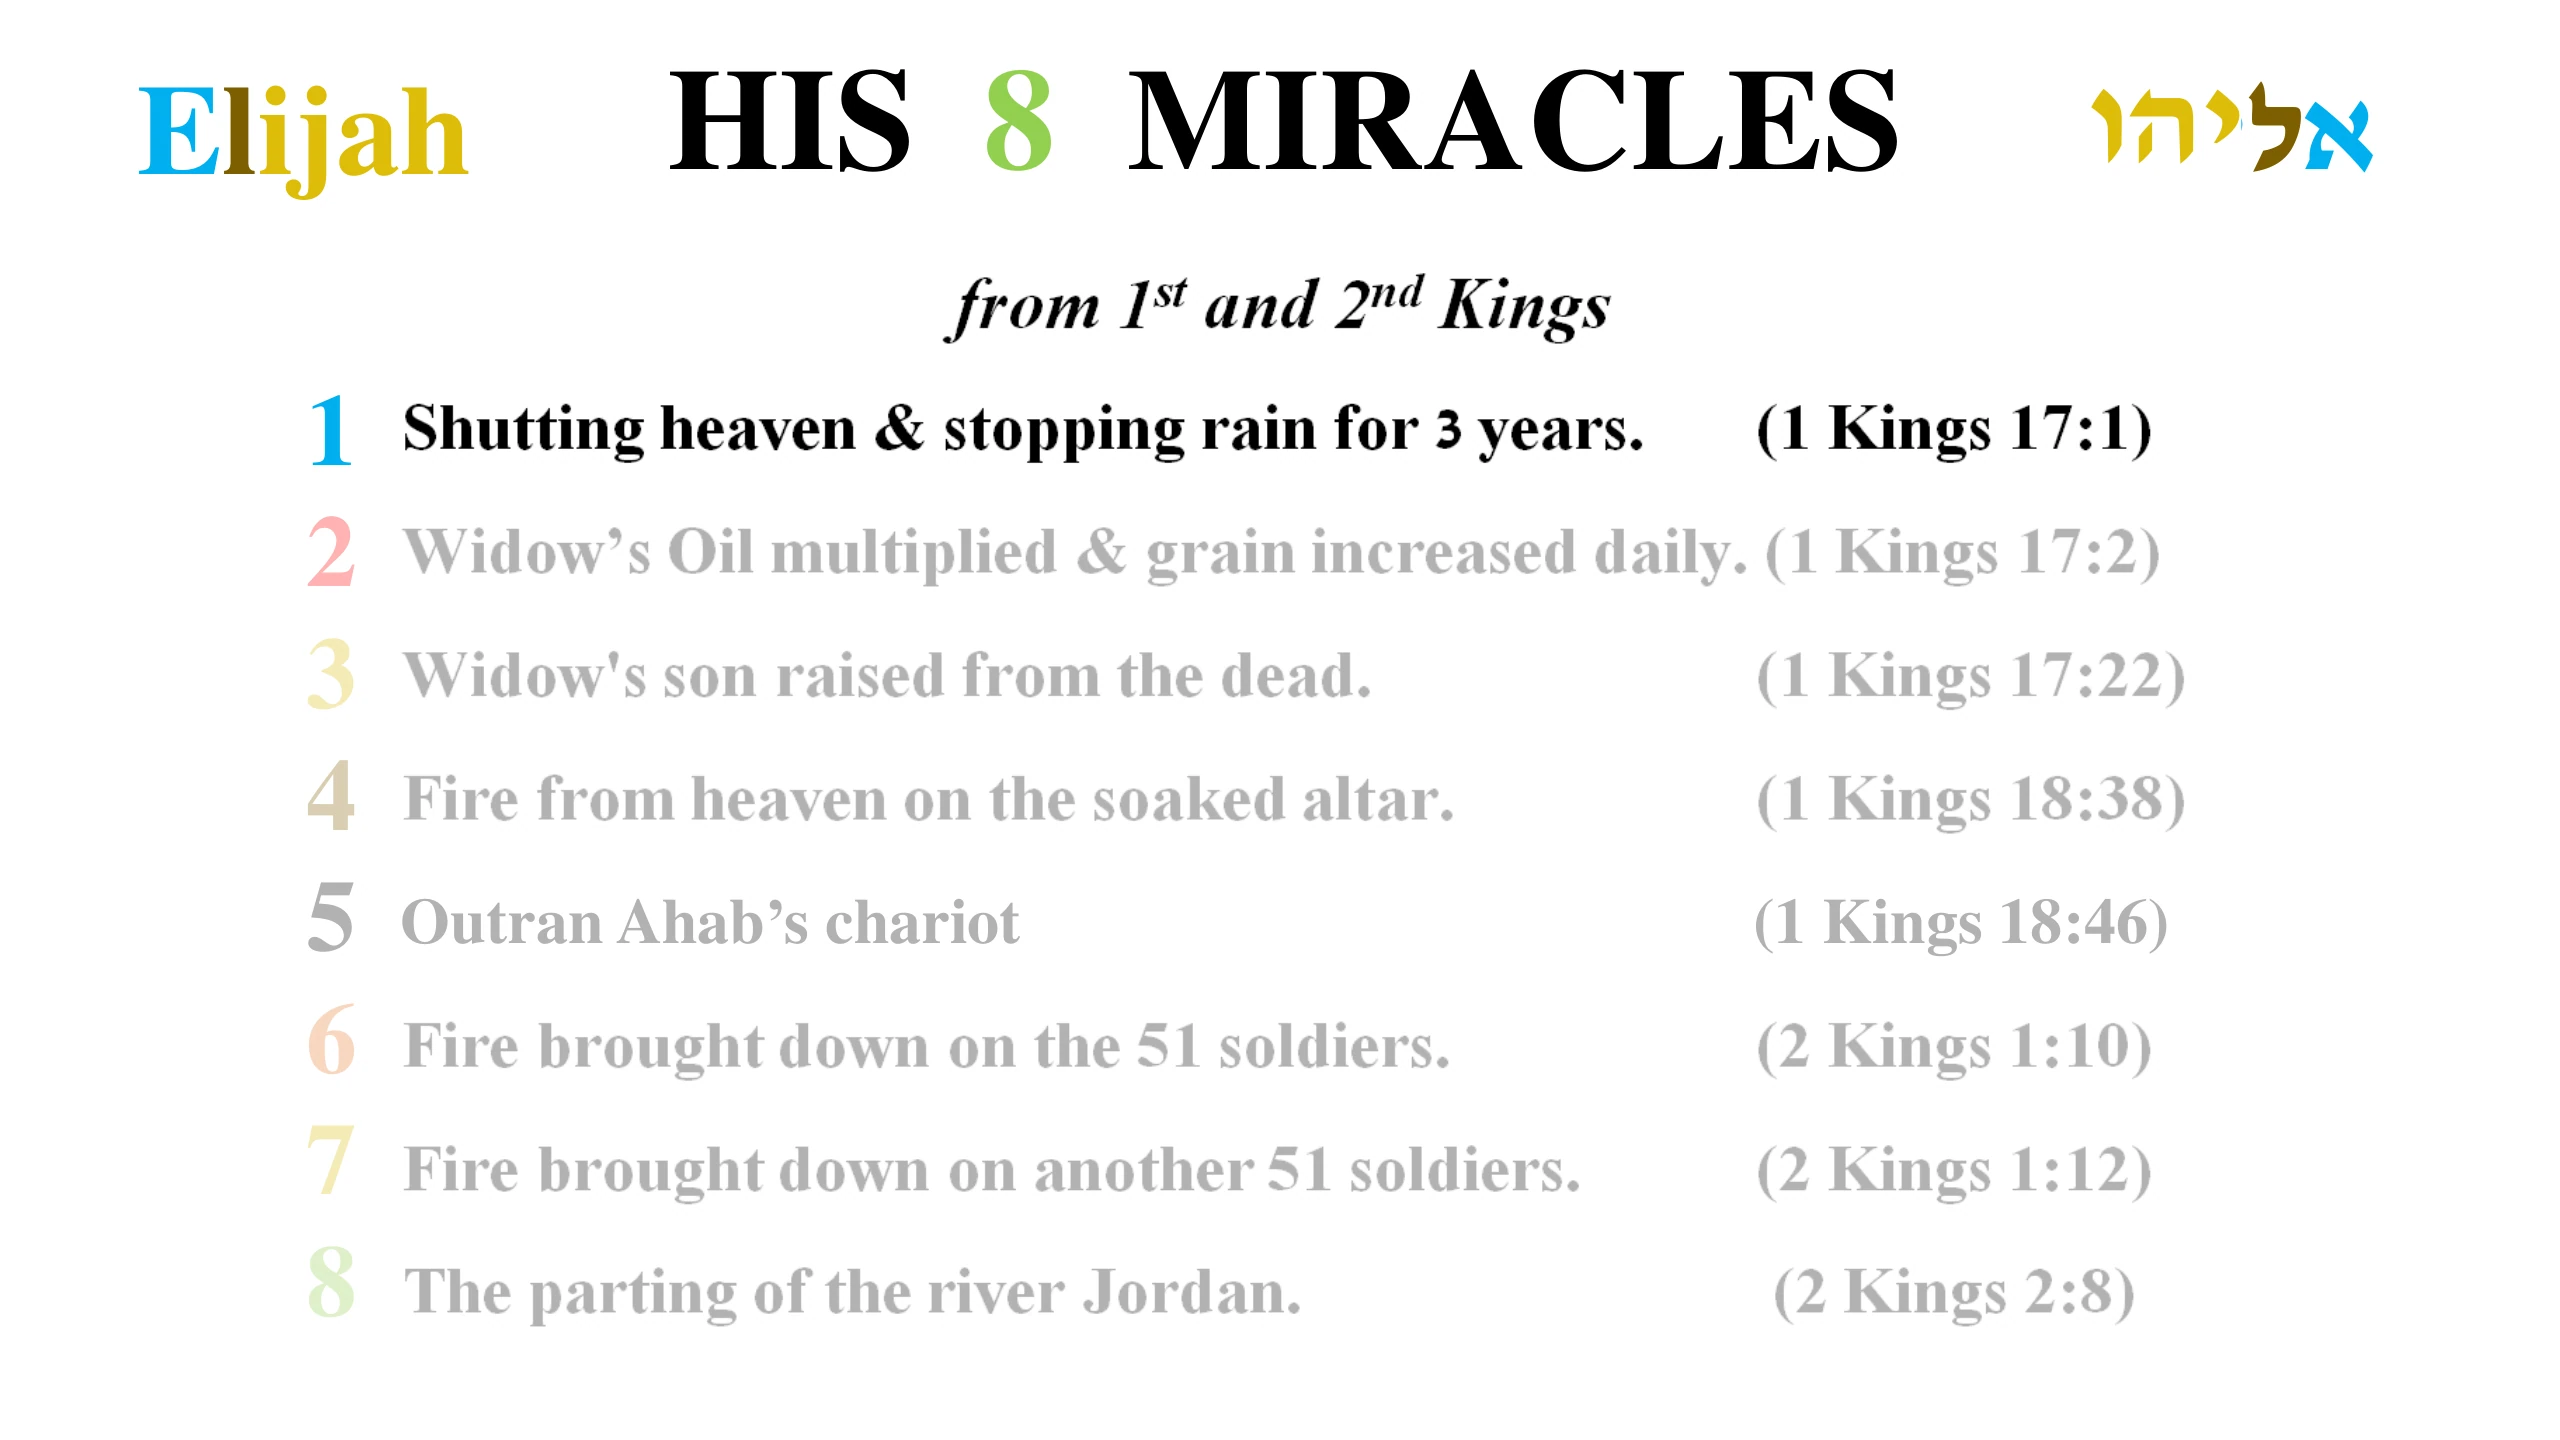 Elijah HIS 8 MIRACLES אליהו
from 1st and 2nd Kings
1 Shutting heaven & stopping rain for 3 years. (1 Kings 17:1)
2 Widow’s Oil multiplied & grain increased daily. (1 Kings 17:2)
3 Widow's son raised from the dead. (1 Kings 17:22)
4 Fire from heaven on the soaked altar. (1 Kings 18:38)
5 Outran Ahab’s chariot (1 Kings 18:46)
6 Fire brought down on the 51 soldiers. (2 Kings 1:10)
7 Fire brought down on another 51 soldiers. (2 Kings 1:12)
8 The parting of the river Jordan. (2 Kings 2:8)